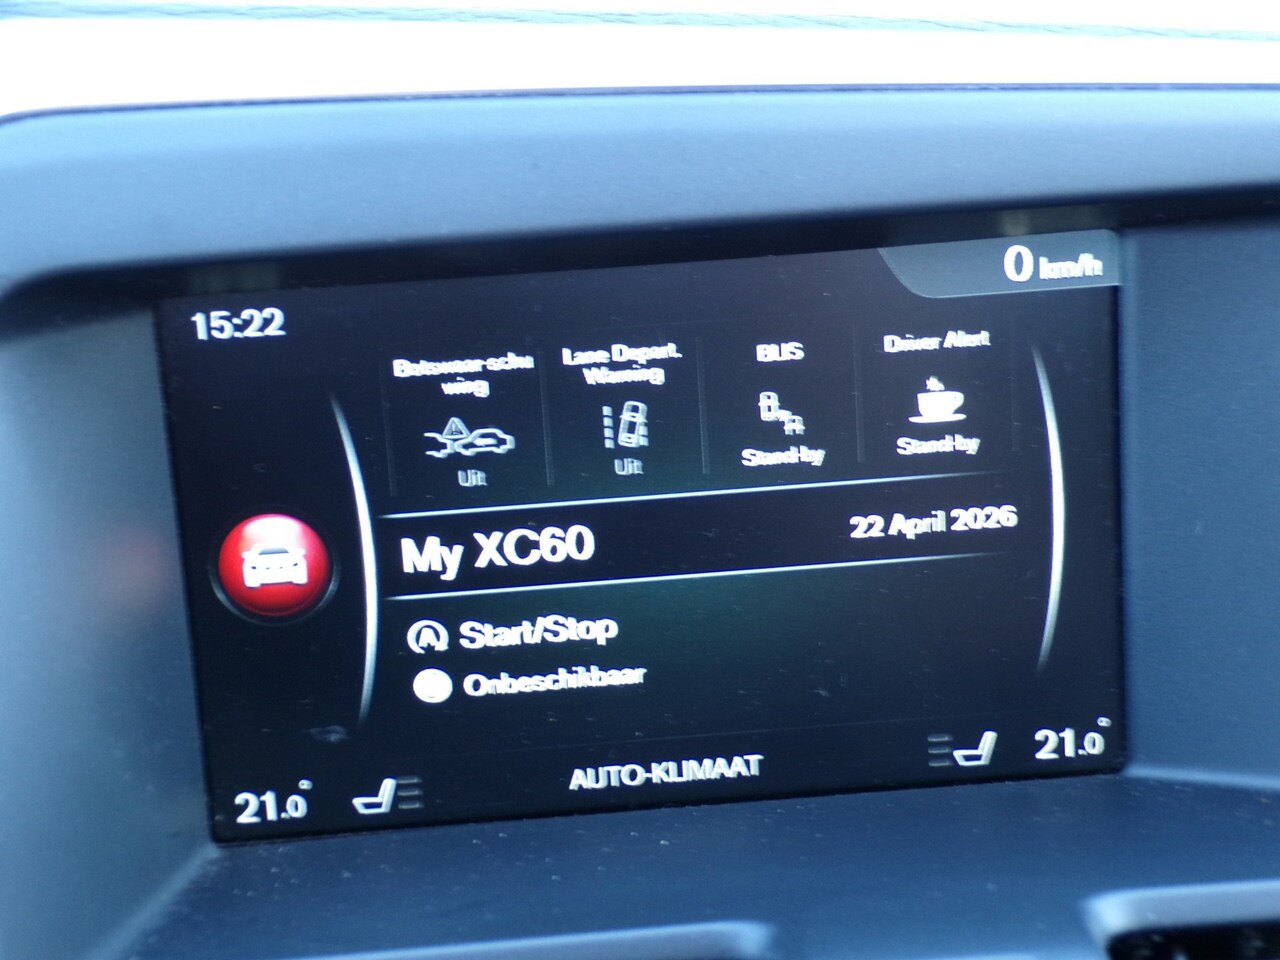 0 km/h
15:22
Botswaarschu
wing
Lane Depart.
Warning
BLIS
Driver Alert
Uit
Uit
Stand-by
Stand-by
My XC60
22 April 2026
A Start/Stop
Onbeschikbaar
AUTO-KLIMAAT
21.0°
21.0°